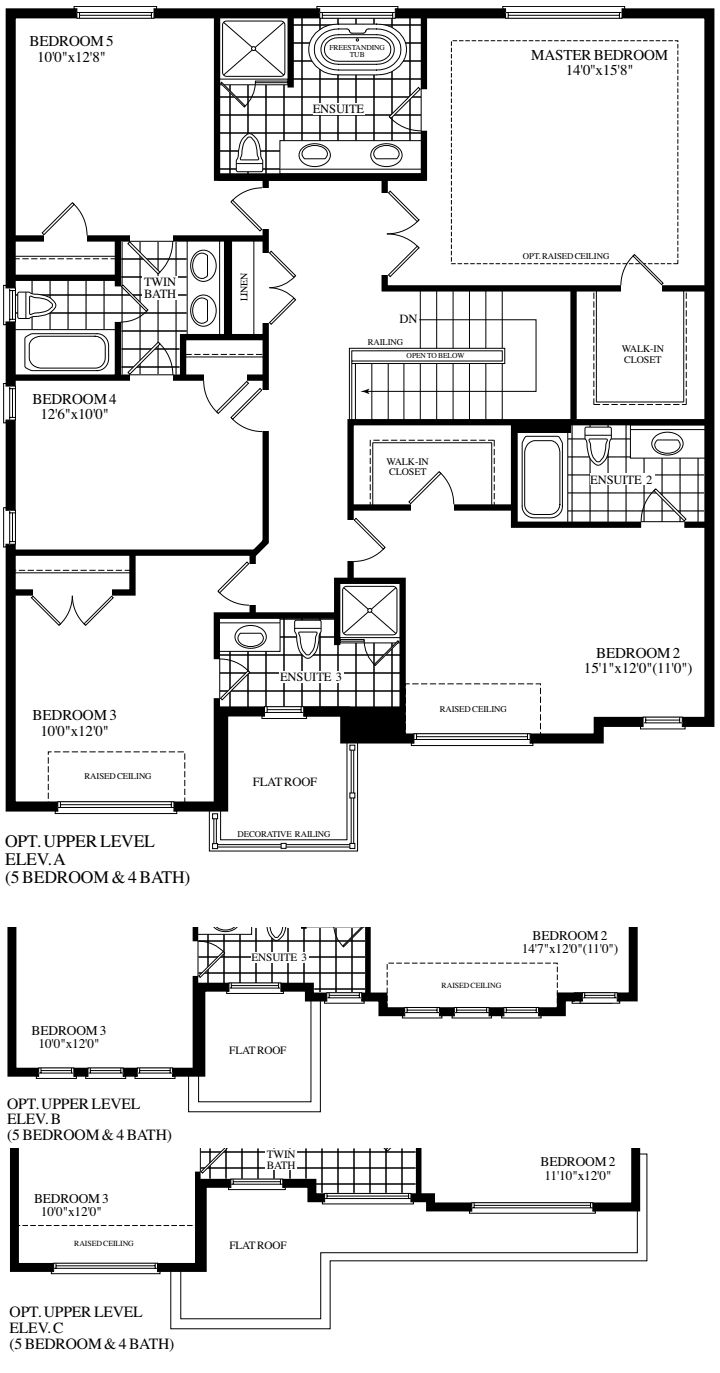 BEDROOM 5
10'0"x12'8"
FREESTANDING
TUB
ENSUITE
MASTER BEDROOM
14'0"x15'8"
OPT. RAISED CEILING
TWIN
BATH
LINEN
DN
RAILING
OPEN TO BELOW
WALK-IN
CLOSET
BEDROOM 4
12'6"x10'0"
WALK-IN
CLOSET
ENSUITE 2
BEDROOM 2
15'1"x12'0"(11'0")
RAISED CEILING
ENSUITE 3
BEDROOM 3
10'0"x12'0"
RAISED CEILING
FLAT ROOF
DECORATIVE RAILING
OPT. UPPER LEVEL
ELEV. A
(5 BEDROOM & 4 BATH)
BEDROOM 2
14'7"x12'0"(11'0")
ENSUITE 3
RAISED CEILING
BEDROOM 3
10'0"x12'0"
FLAT ROOF
OPT. UPPER LEVEL
ELEV. B
(5 BEDROOM & 4 BATH)
TWIN
BATH
BEDROOM 2
11'10"x12'0"
BEDROOM 3
10'0"x12'0"
RAISED CEILING
FLAT ROOF
OPT. UPPER LEVEL
ELEV. C
(5 BEDROOM & 4 BATH)